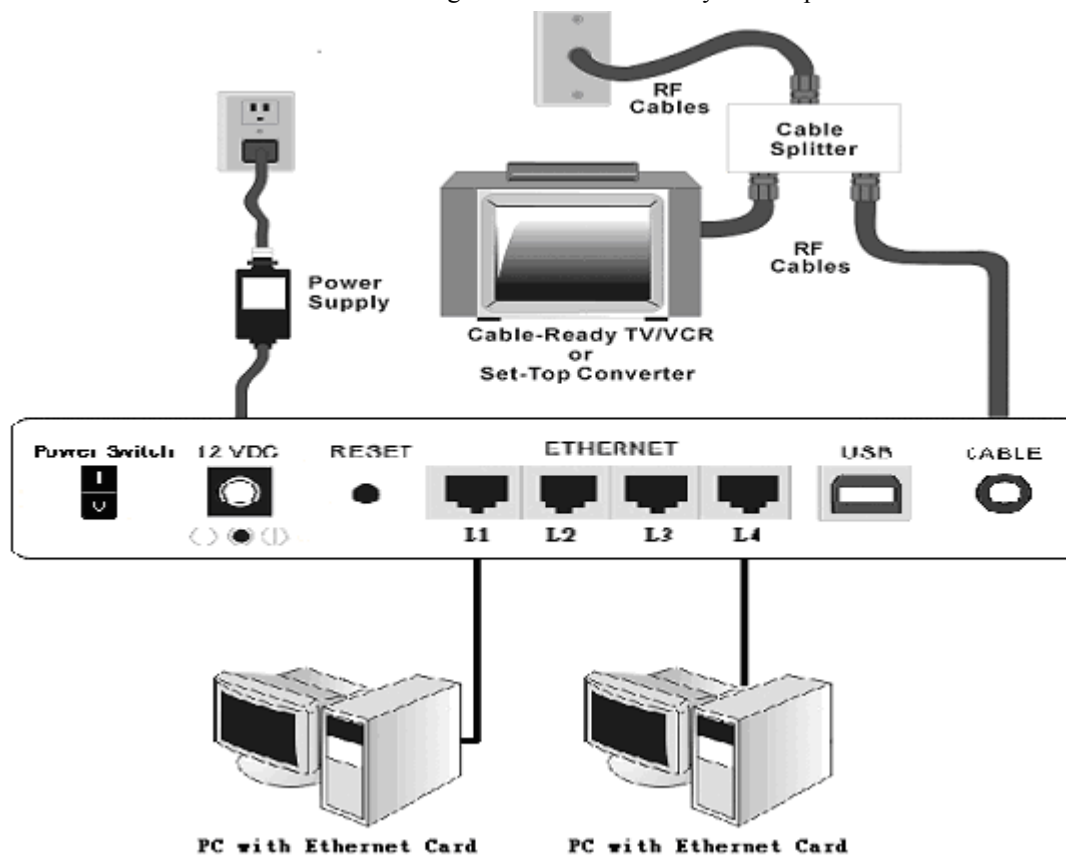 RF
Cables
Cable
Splitter
Power
Supply
RF
Cables
Cable-Ready TV/VCR
or
Set-Top Converter
Power Switch 12 VDC RESET ETHERNET USB CABLE
L1 L2 L3 L4
PC with Ethernet Card PC with Ethernet Card